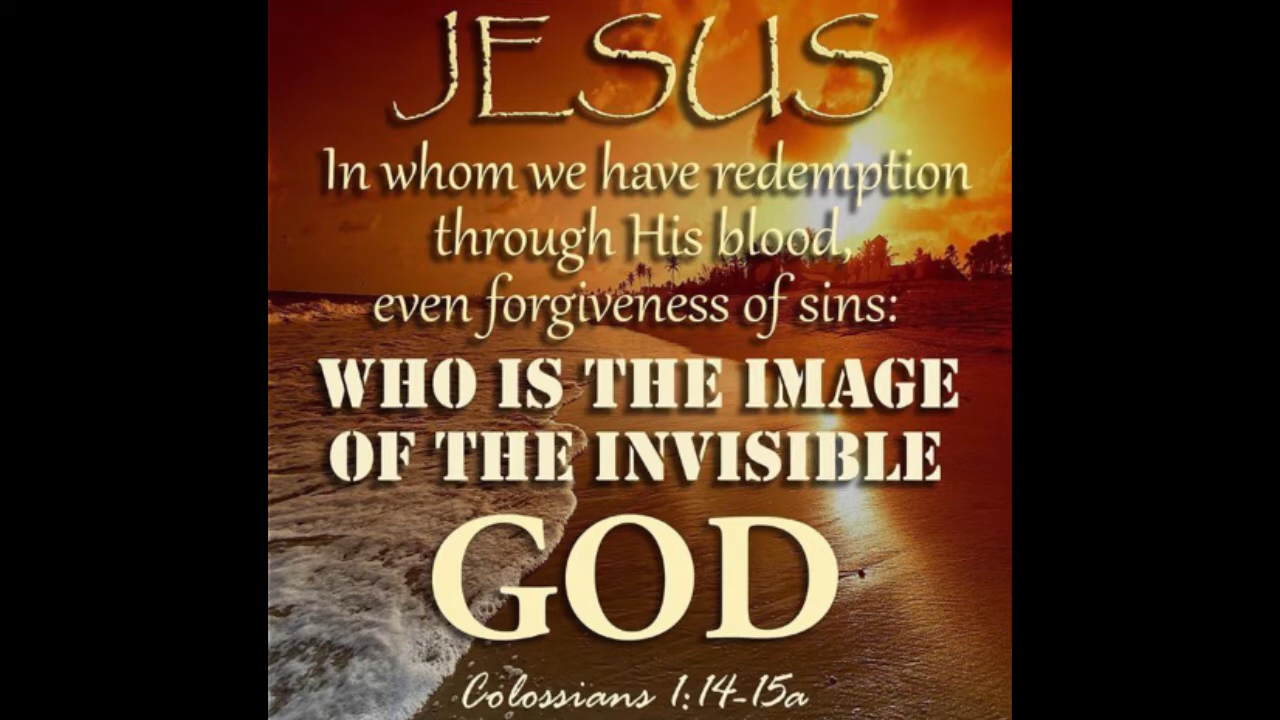 JESUS
In whom we have redemption
through His blood,
even forgiveness of sins:
WHO IS THE IMAGE
OF THE INVISIBLE
GOD
Colossians 1:14-15a